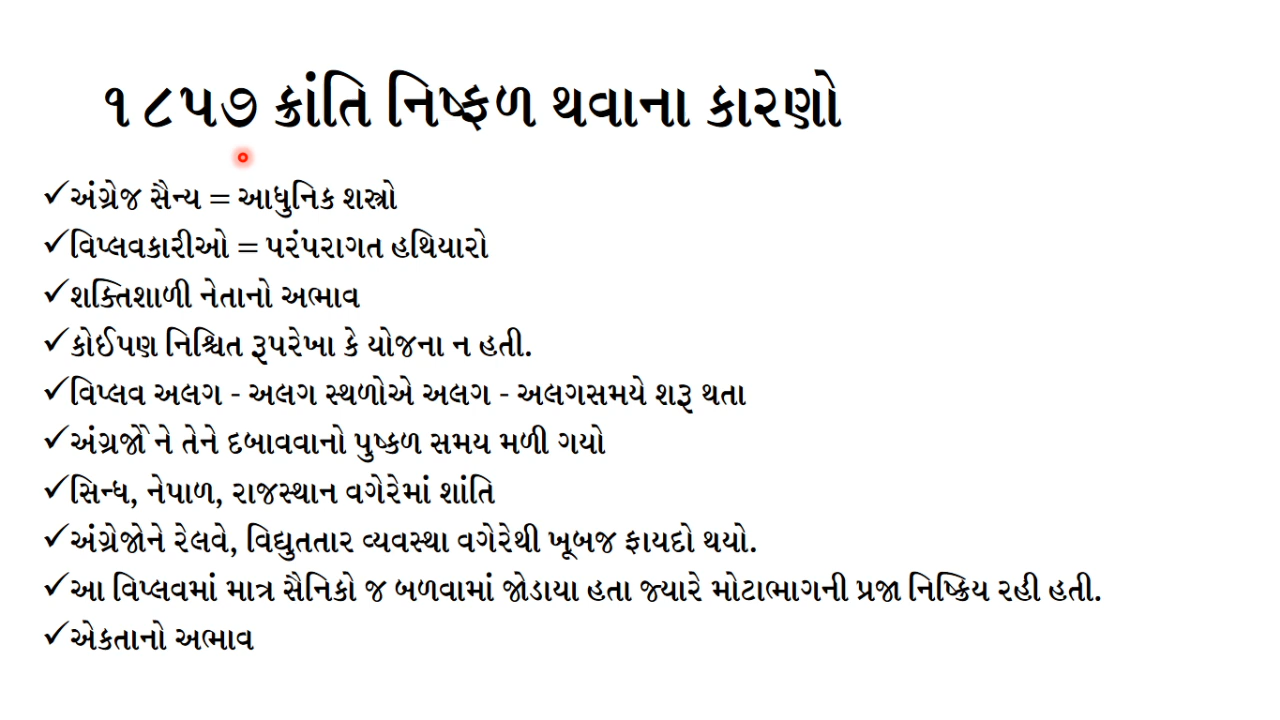 ૧૮૫૭ ક્રાંતિ નિષ્ફળ થવાના કારણો
✓અંગ્રેજ સૈન્ય = આધુનિક શસ્ત્રો
✓વિપ્લવકારીઓ = પરંપરાગત હથિયારો
✓શક્તિશાળી નેતાનો અભાવ
✓કોઈપણ નિશ્ચિત રૂપરેખા કે યોજના ન હતી.
✓વિપ્લવ અલગ - અલગ સ્થળોએ અલગ - અલગસમયે શરૂ થતા
✓અંગ્રજોે ને તેને દબાવવાનો પુષ્કળ સમય મળી ગયો
✓સિન્ધ, નેપાળ, રાજસ્થાન વગેરેમાં શાંતિ
✓અંગ્રેજોને રેલવે, વિદ્યુતતાર વ્યવસ્થા વગેરેથી ખૂબજ ફાયદો થયો.
✓આ વિપ્લવમાં માત્ર સૈનિકો જ બળવામાં જોડાયા હતા જ્યારે મોટાભાગની પ્રજા નિષ્ક્રિય રહી હતી.
✓એકતાનો અભાવ